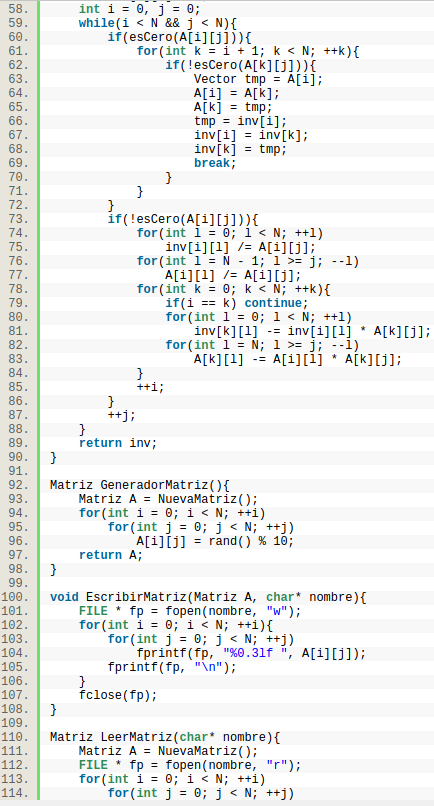 58.     int i = 0, j = 0;
59.     while(i < N && j < N){
60.         if(esCero(A[i][j])){
61.             for(int k = i + 1; k < N; ++k){
62.                 if(!esCero(A[k][j])){
63.                     Vector tmp = A[i];
64.                     A[i] = A[k];
65.                     A[k] = tmp;
66.                     tmp = inv[i];
67.                     inv[i] = inv[k];
68.                     inv[k] = tmp;
69.                     break;
70.                 }
71.             }
72.         }
73.         if(!esCero(A[i][j])){
74.             for(int l = 0; l < N; ++l)
75.                 inv[i][l] /= A[i][j];
76.             for(int l = N - 1; l >= j; --l)
77.                 A[i][l] /= A[i][j];
78.             for(int k = 0; k < N; ++k){
79.                 if(i == k) continue;
80.                 for(int l = 0; l < N; ++l)
81.                     inv[k][l] -= inv[i][l] * A[k][j];
82.                 for(int l = N; l >= j; --l)
83.                     A[k][l] -= A[i][l] * A[k][j];
84.             }
85.             ++i;
86.         }
87.         ++j;
88.     }
89.     return inv;
90. }
91.
92. Matriz GeneradorMatriz(){
93.     Matriz A = NuevaMatriz();
94.     for(int i = 0; i < N; ++i)
95.         for(int j = 0; j < N; ++j)
96.             A[i][j] = rand() % 10;
97.     return A;
98. }
99.
100. void EscribirMatriz(Matriz A, char* nombre){
101.     FILE * fp = fopen(nombre, "w");
102.     for(int i = 0; i < N; ++i){
103.         for(int j = 0; j < N; ++j)
104.             fprintf(fp, "%0.3lf ", A[i][j]);
105.         fprintf(fp, "\n");
106.     }
107.     fclose(fp);
108. }
109.
110. Matriz LeerMatriz(char* nombre){
111.     Matriz A = NuevaMatriz();
112.     FILE * fp = fopen(nombre, "r");
113.     for(int i = 0; i < N; ++i)
114.         for(int j = 0; j < N; ++j)